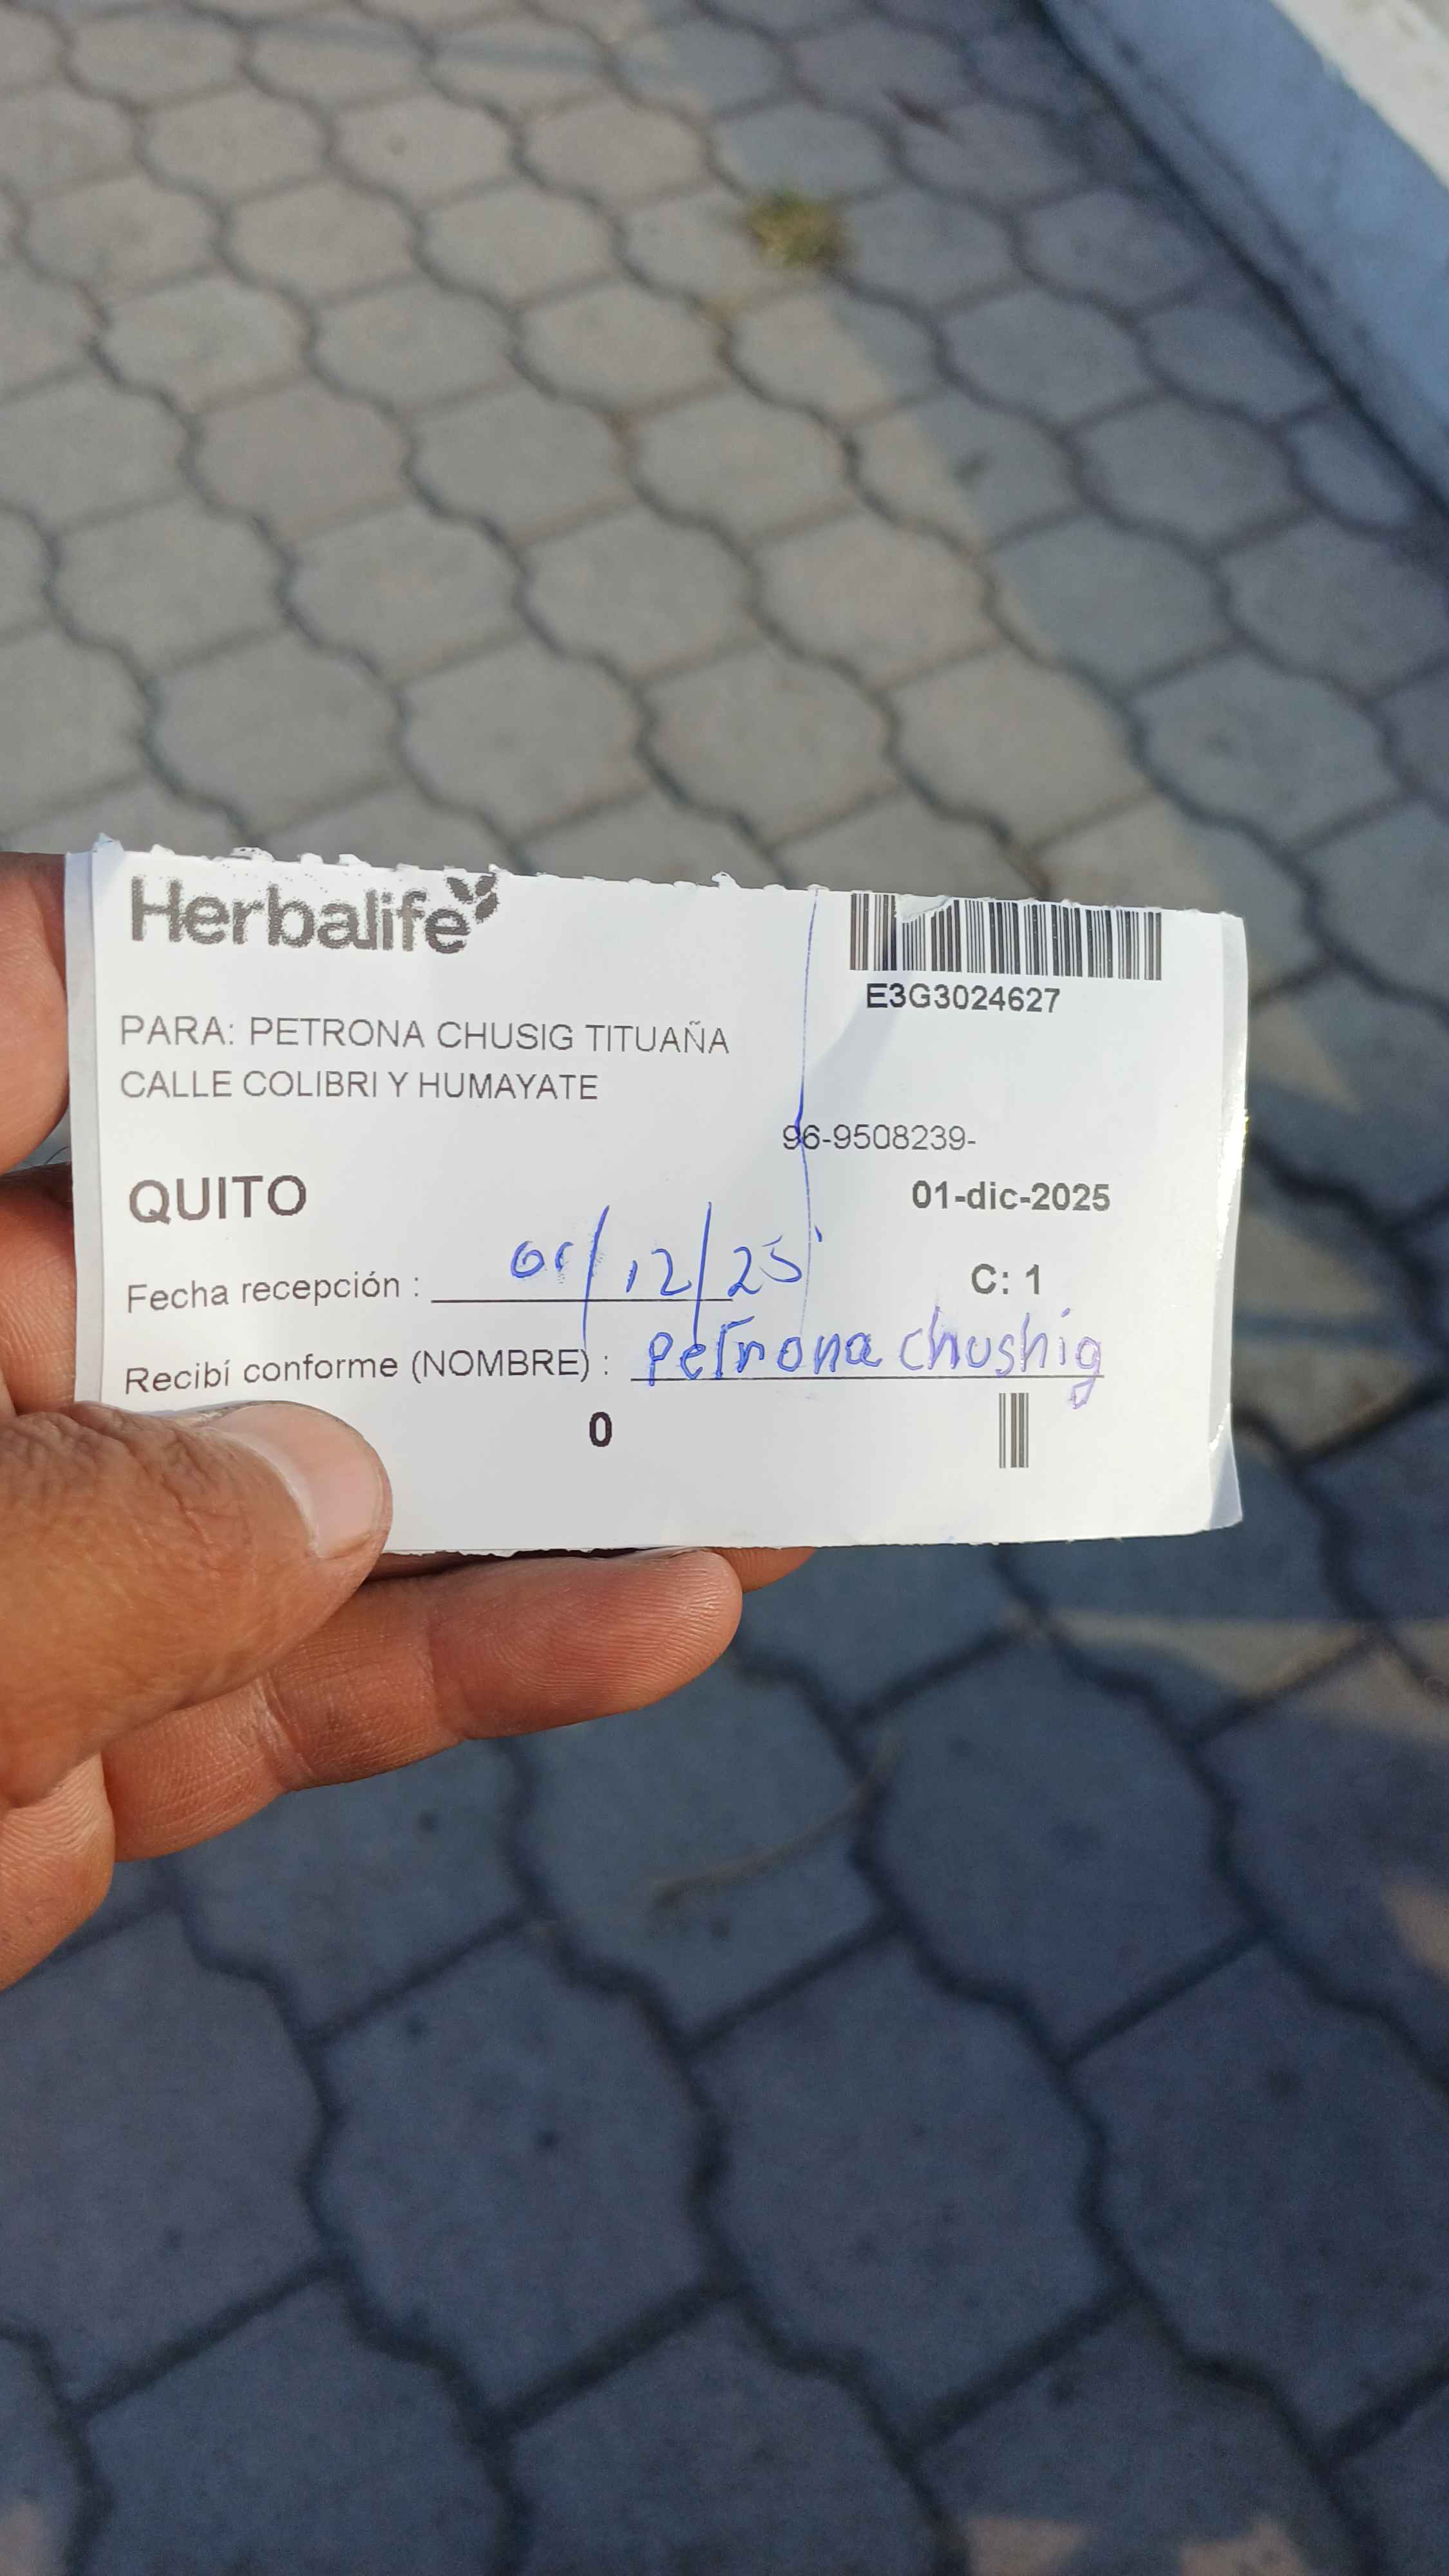 Herbalife
E3G3024627
PARA: PETRONA CHUSIG TITUAÑA
CALLE COLIBRI Y HUMAYATE
96-9508239-
QUITO
01-dic-2025
Fecha recepción : 01/12/25
C: 1
Recibí conforme (NOMBRE) : Petrona chushig
0